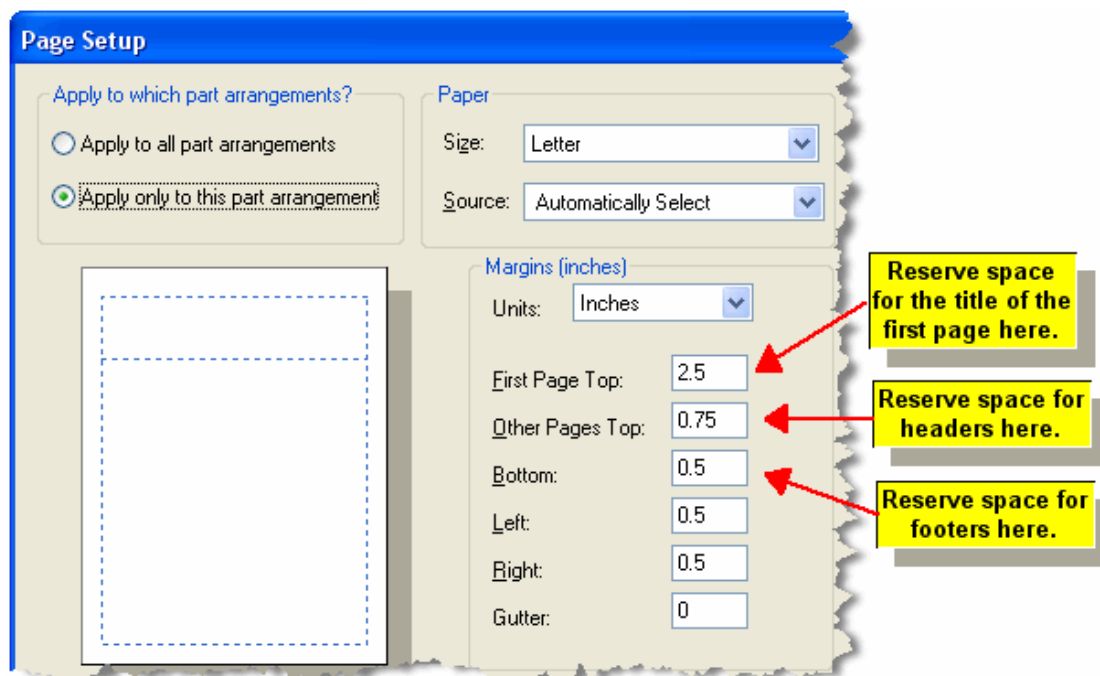 Page Setup
Apply to which part arrangements?
Apply to all part arrangements
Apply only to this part arrangement
Paper
Size: Letter
Source: Automatically Select
Margins (inches)
Units: Inches
First Page Top: 2.5
Other Pages Top: 0.75
Bottom: 0.5
Left: 0.5
Right: 0.5
Gutter: 0
Reserve space
for the title of the
first page here.
Reserve space for
headers here.
Reserve space for
footers here.